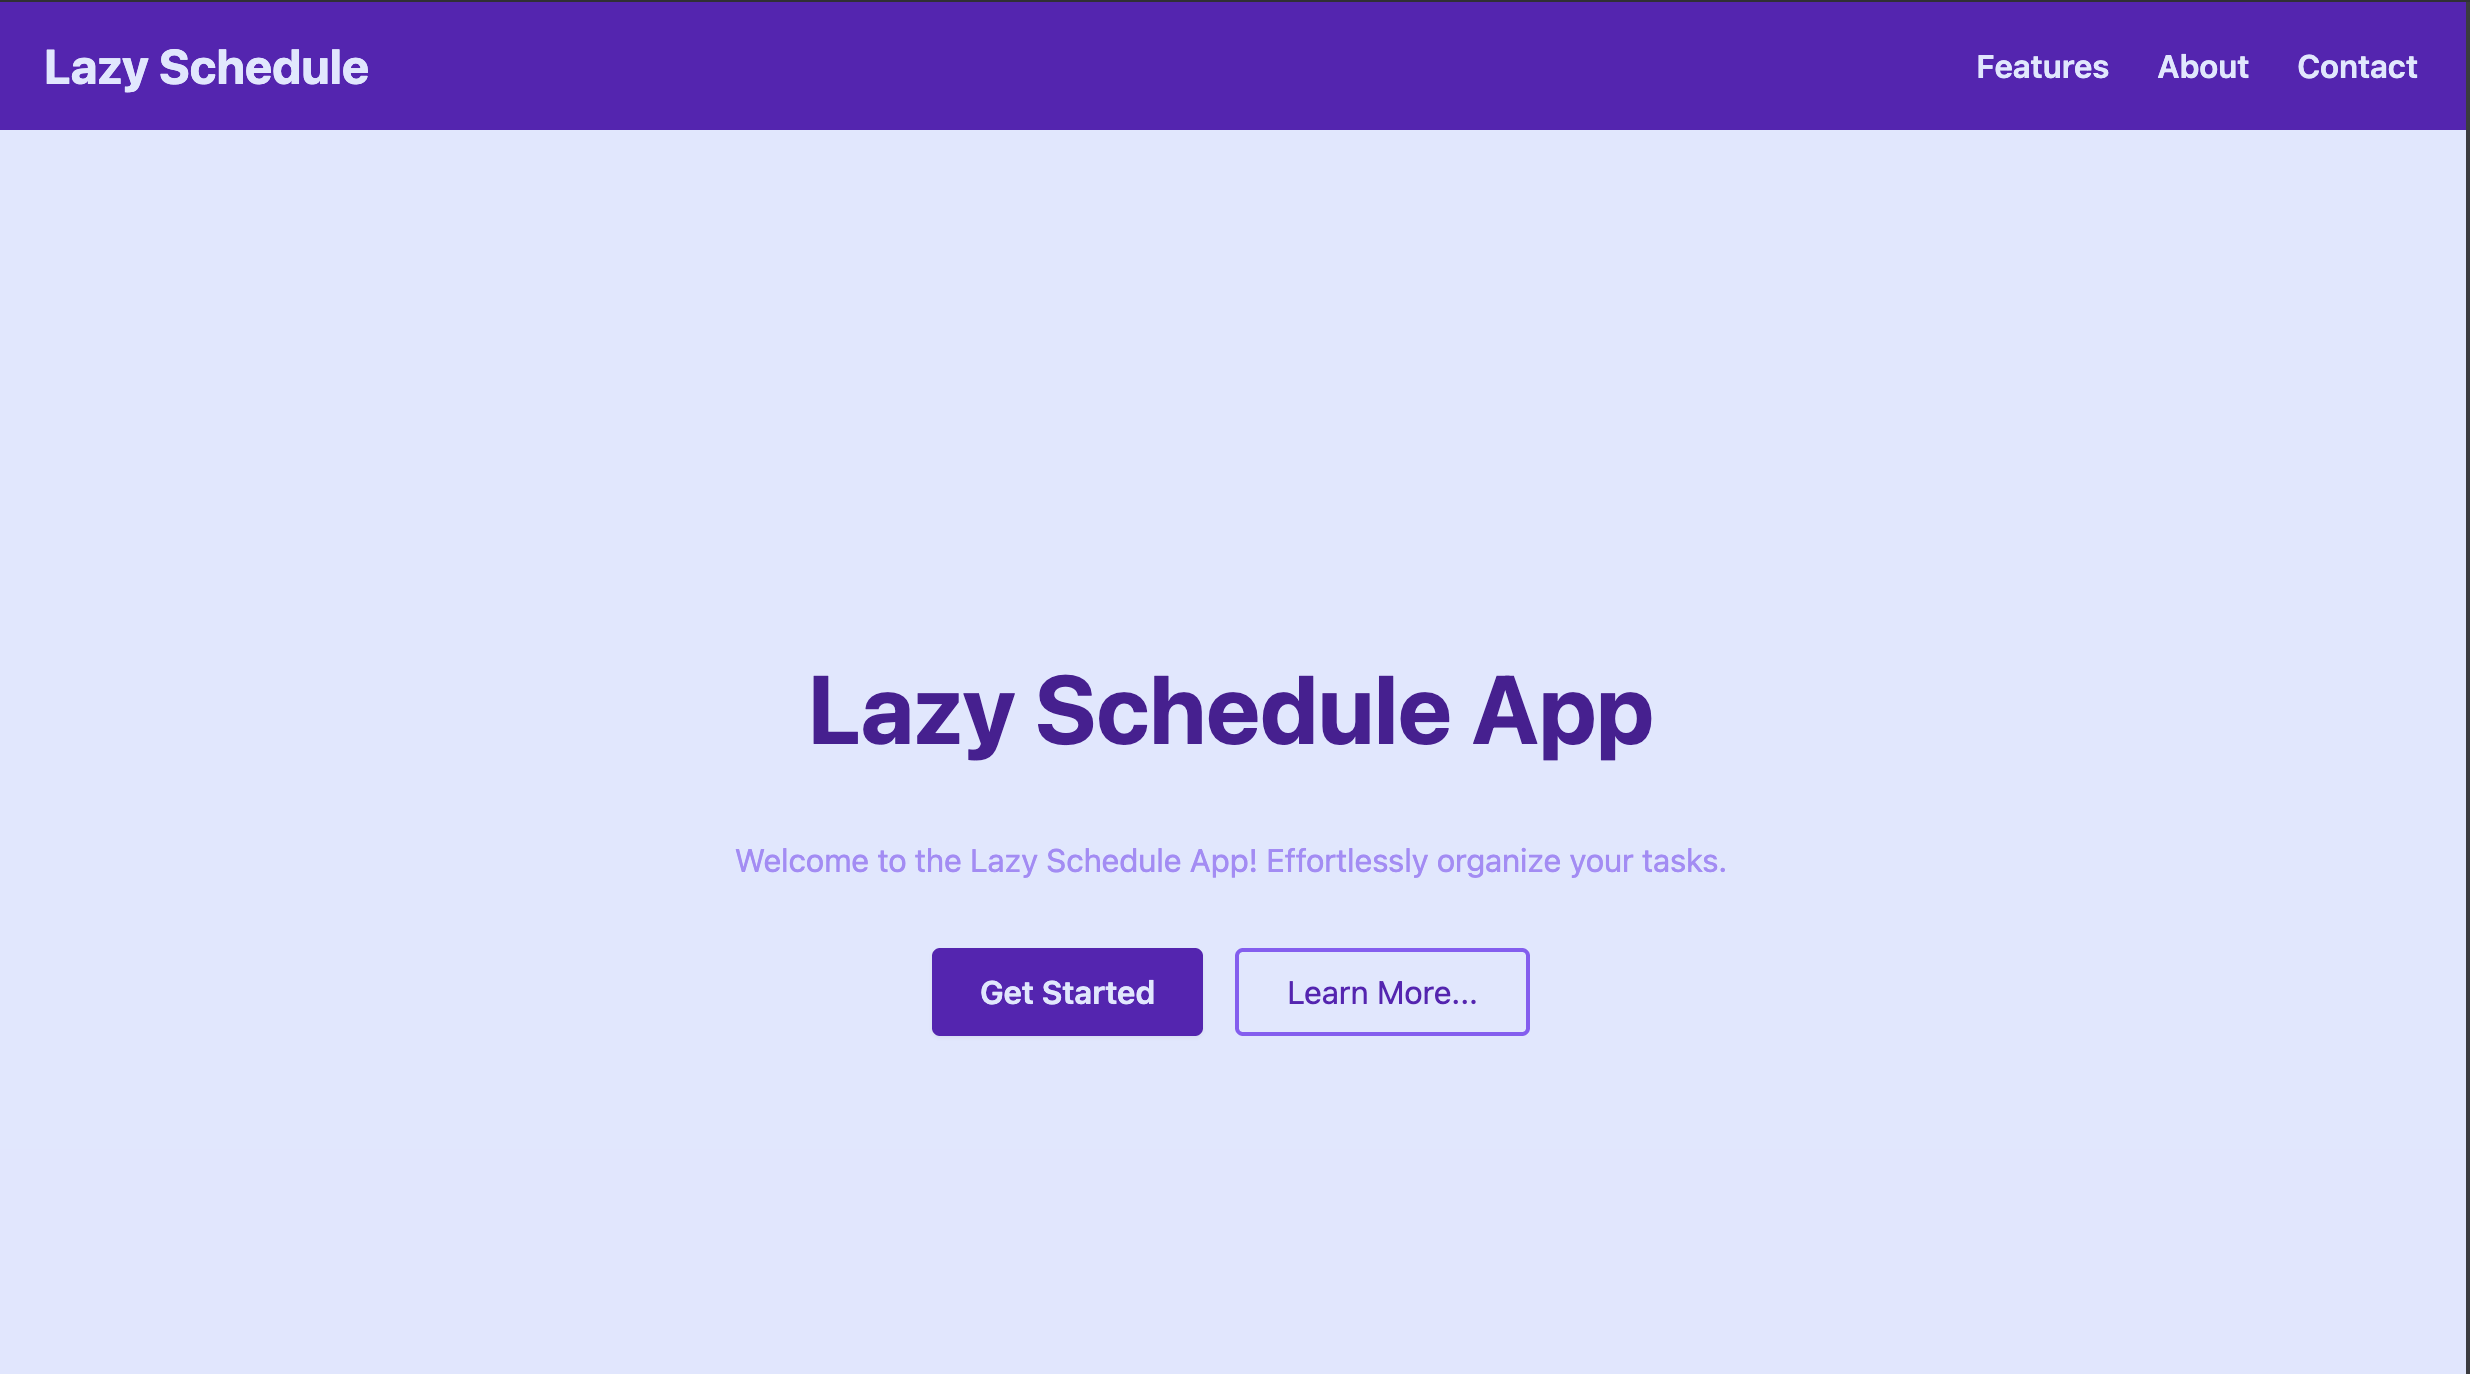 Lazy Schedule
Features About Contact
Lazy Schedule App
Welcome to the Lazy Schedule App! Effortlessly organize your tasks.
Get Started
Learn More...